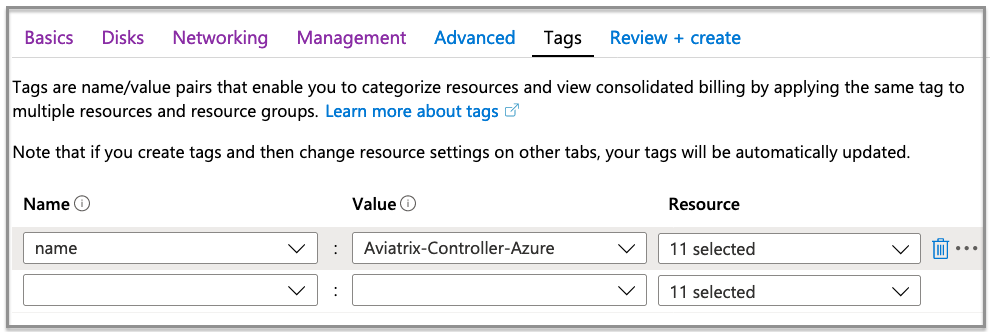 Basics Disks Networking Management Advanced Tags Review + create
Tags are name/value pairs that enable you to categorize resources and view consolidated billing by applying the same tag to
multiple resources and resource groups. Learn more about tags
Note that if you create tags and then change resource settings on other tabs, your tags will be automatically updated.
Name Value Resource
name : Aviatrix-Controller-Azure 11 selected
: 11 selected